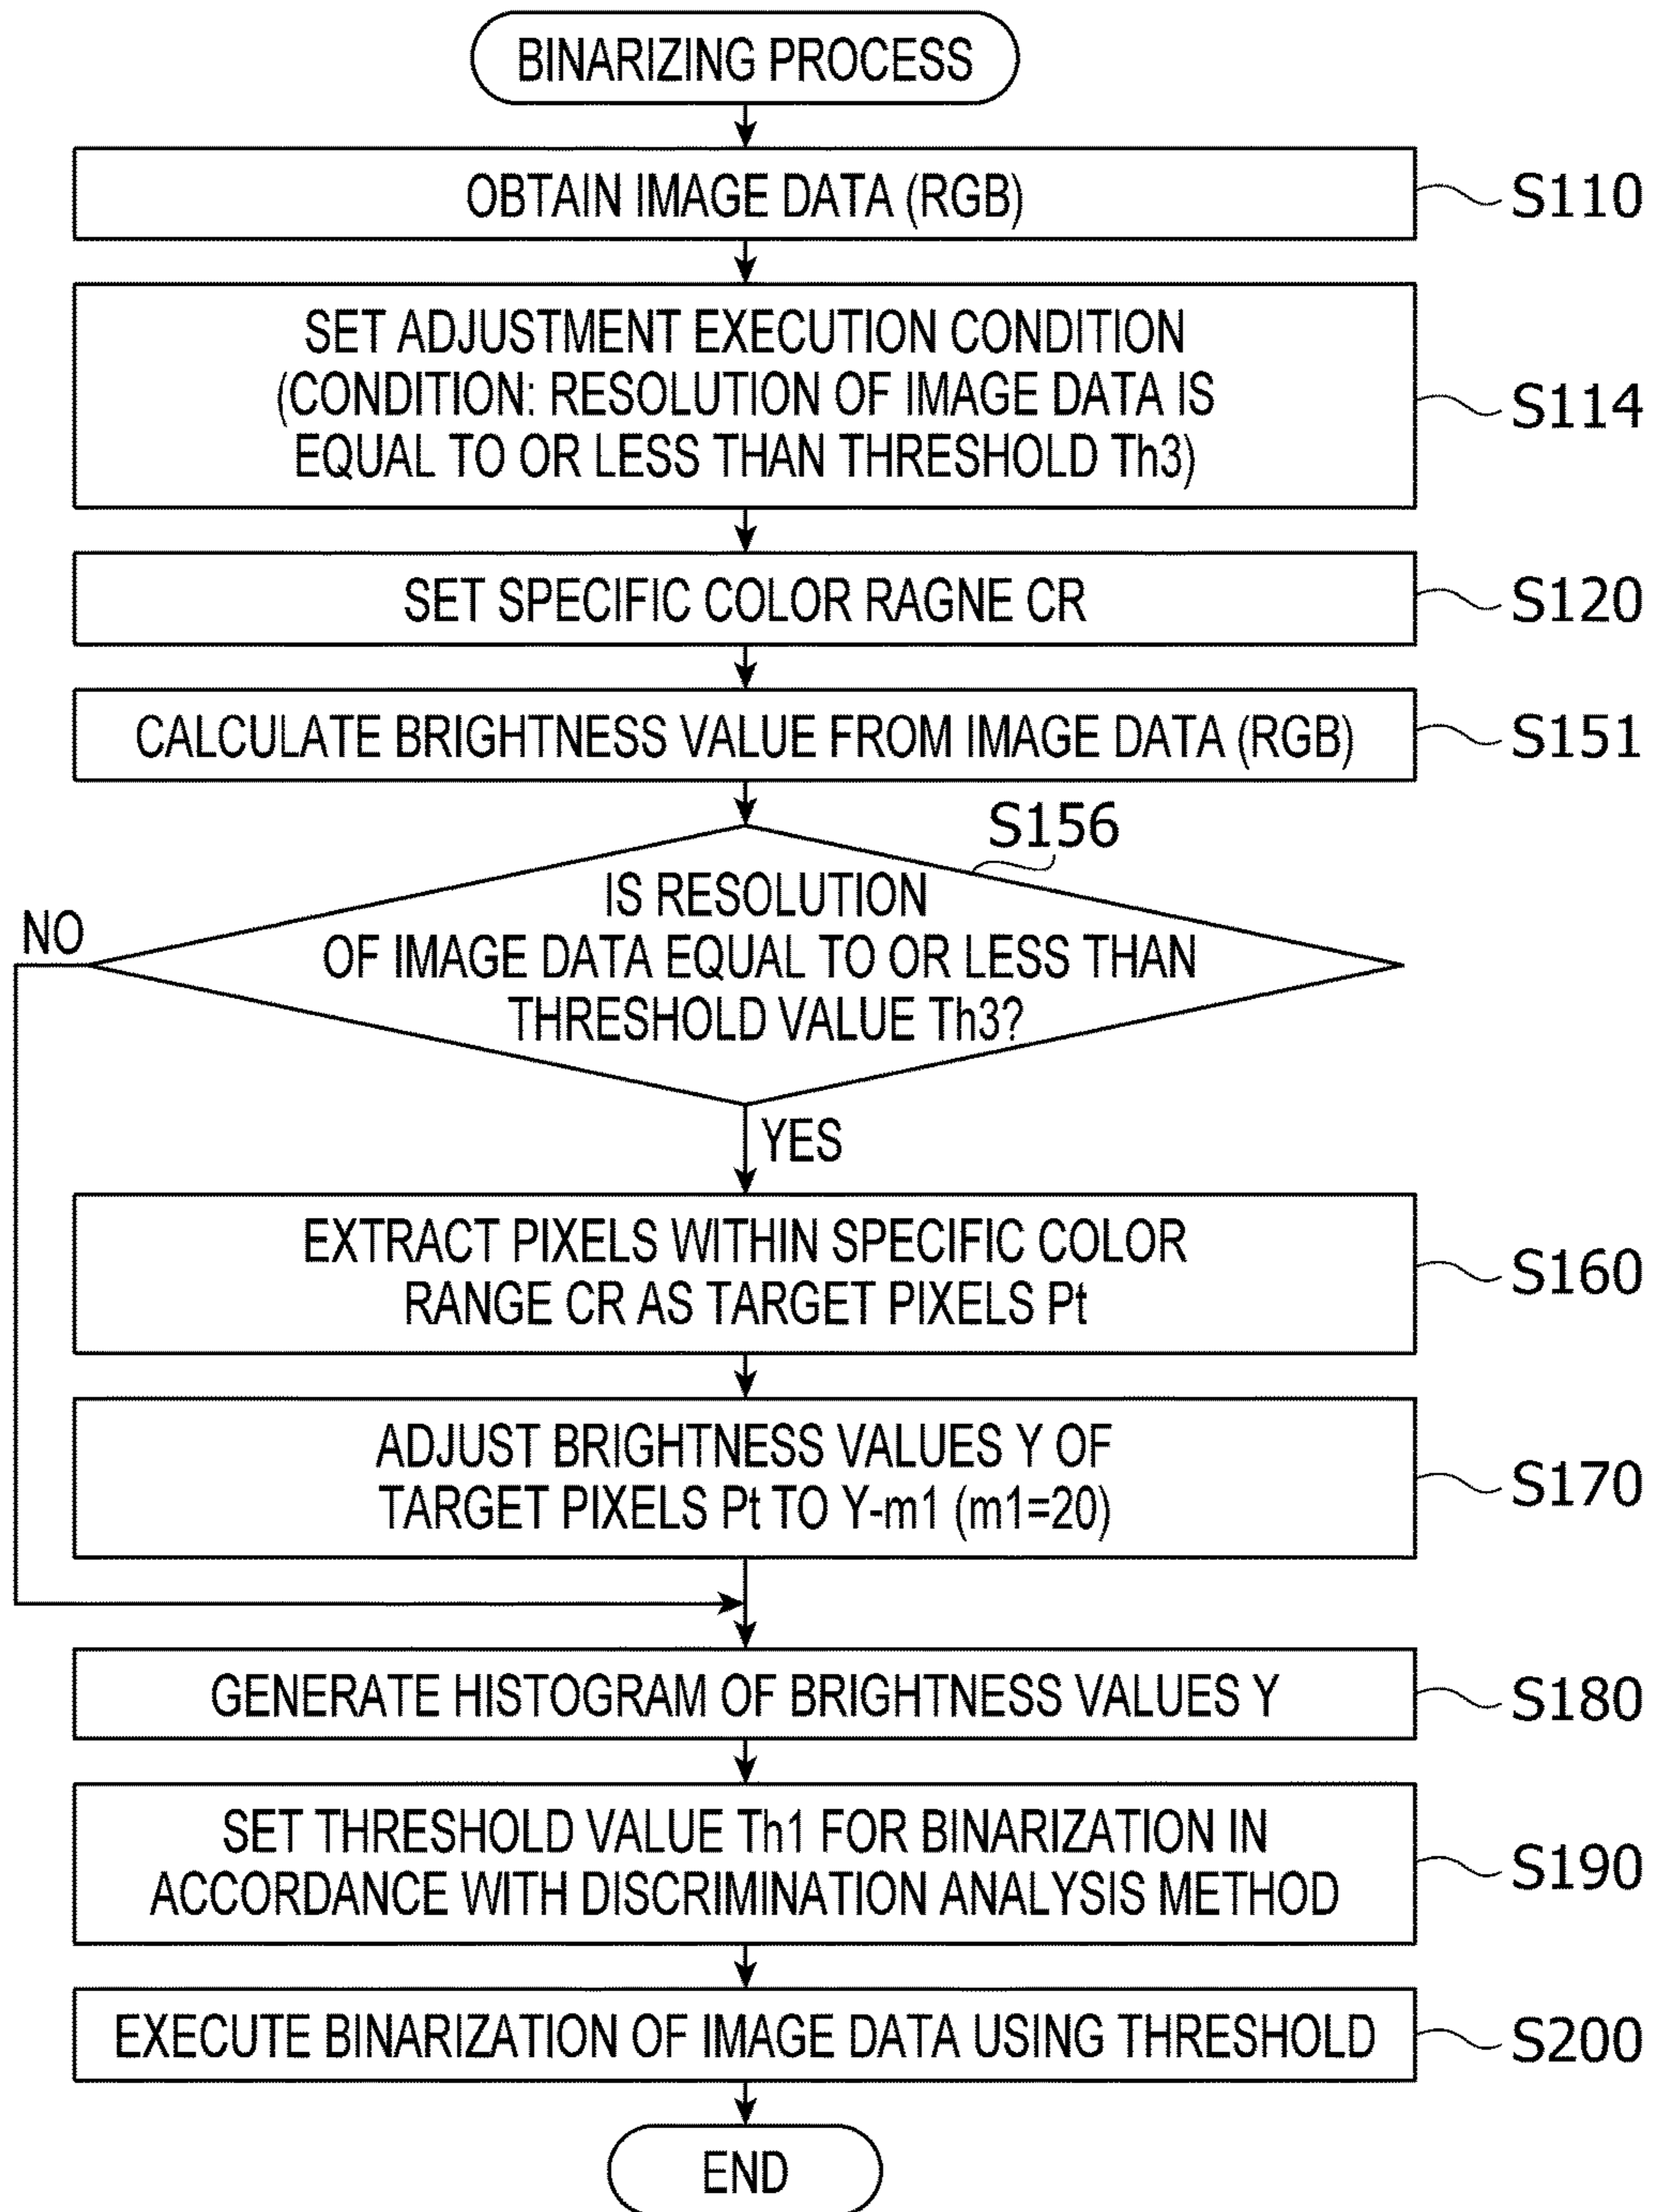 BINARIZING PROCESS
OBTAIN IMAGE DATA (RGB)
S110
SET ADJUSTMENT EXECUTION CONDITION
(CONDITION: RESOLUTION OF IMAGE DATA IS
EQUAL TO OR LESS THAN THRESHOLD Th3)
S114
SET SPECIFIC COLOR RAGNE CR
S120
CALCULATE BRIGHTNESS VALUE FROM IMAGE DATA (RGB)
S151
S156
IS RESOLUTION
OF IMAGE DATA EQUAL TO OR LESS THAN
THRESHOLD VALUE Th3?
NO
YES
EXTRACT PIXELS WITHIN SPECIFIC COLOR
RANGE CR AS TARGET PIXELS Pt
S160
ADJUST BRIGHTNESS VALUES Y OF
TARGET PIXELS Pt TO Y-m1 (m1=20)
S170
GENERATE HISTOGRAM OF BRIGHTNESS VALUES Y
S180
SET THRESHOLD VALUE Th1 FOR BINARIZATION IN
ACCORDANCE WITH DISCRIMINATION ANALYSIS METHOD
S190
EXECUTE BINARIZATION OF IMAGE DATA USING THRESHOLD
S200
END